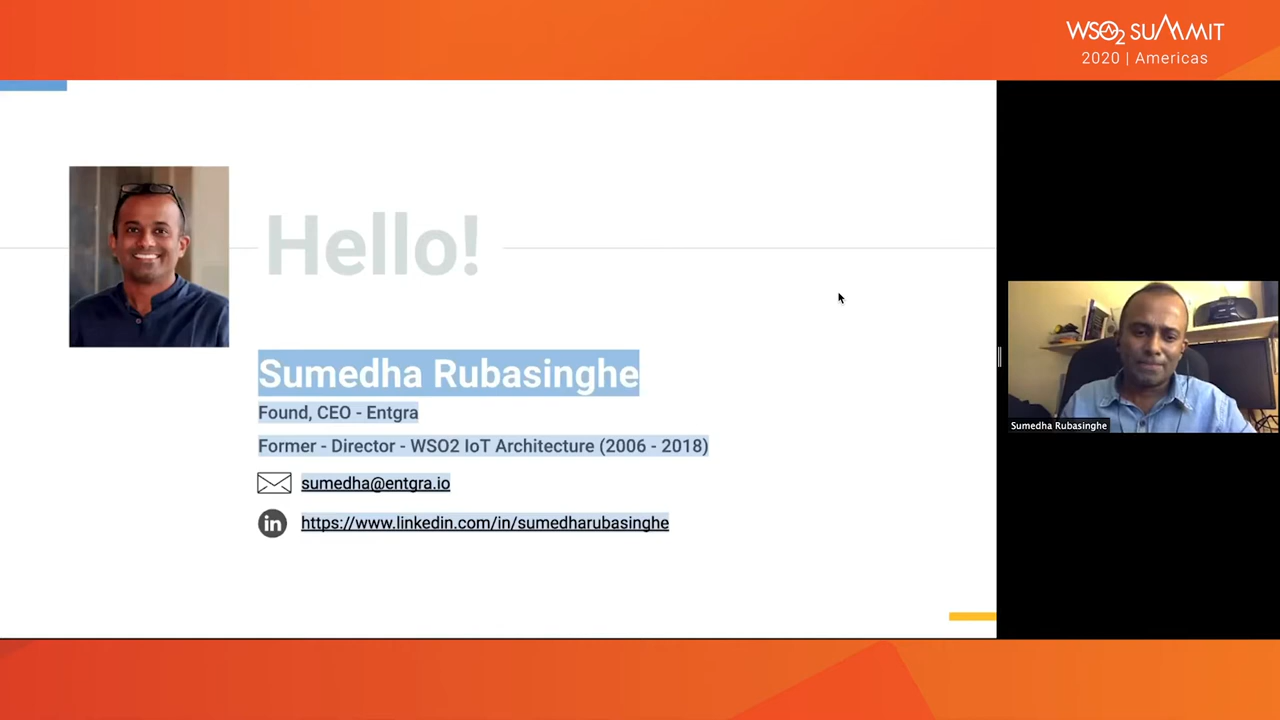 WSO2 SUMMIT
2020 | Americas
Hello!
Sumedha Rubasinghe
Found, CEO - Entgra
Former - Director - WSO2 IoT Architecture (2006 - 2018)
sumedha@entgra.io
in https://www.linkedin.com/in/sumedharubasinghe
Sumedha Rubasinghe